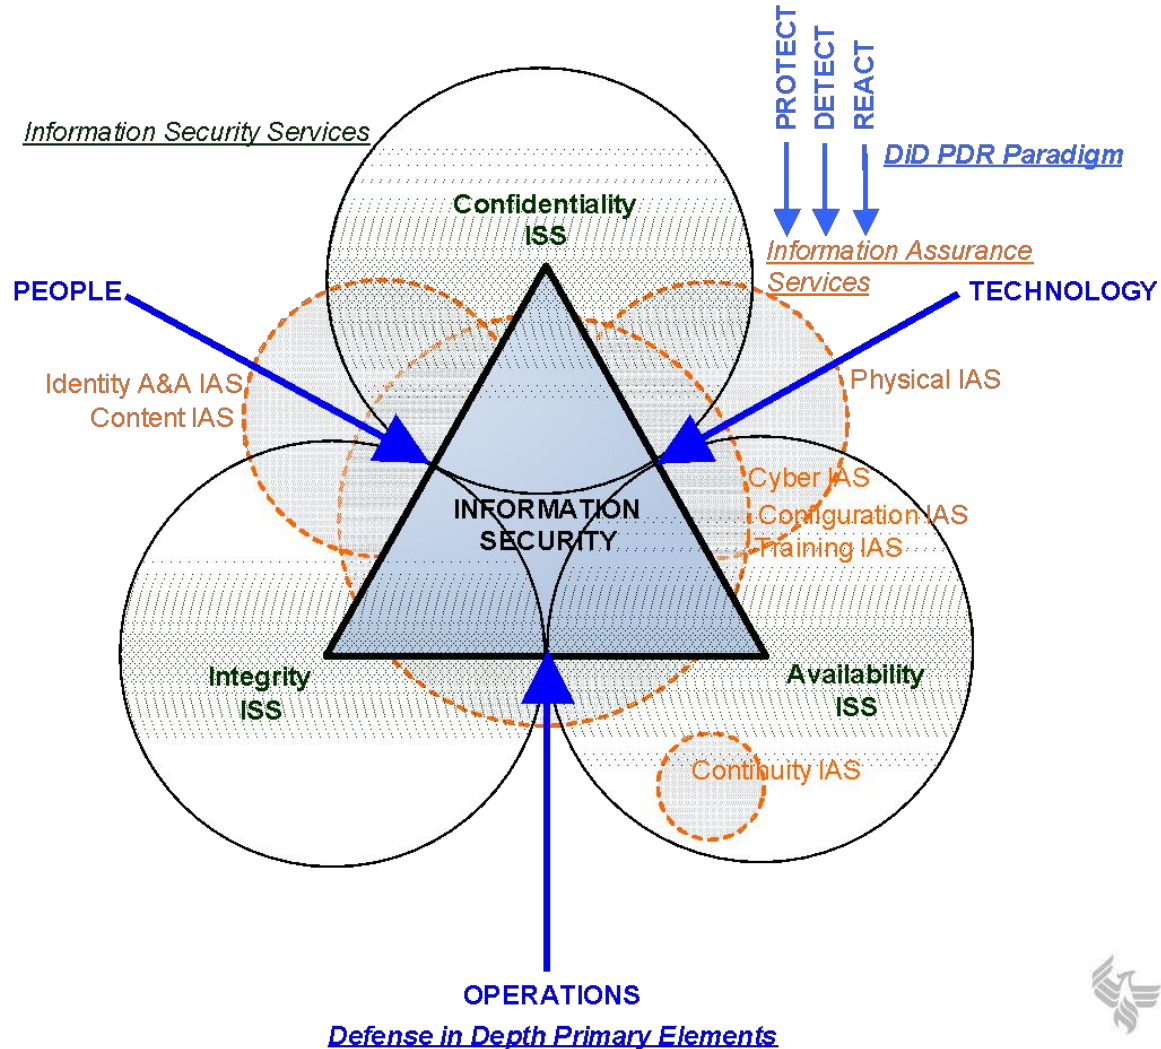 PROTECT
DETECT
REACT
Information Security Services
DiD PDR Paradigm
Confidentiality
ISS
Information Assurance
Services
PEOPLE
TECHNOLOGY
Identity A&A IAS
Content IAS
Physical IAS
Cyber IAS
Configuration IAS
Training IAS
INFORMATION
SECURITY
Integrity
ISS
Availability
ISS
Continuity IAS
OPERATIONS
Defense in Depth Primary Elements